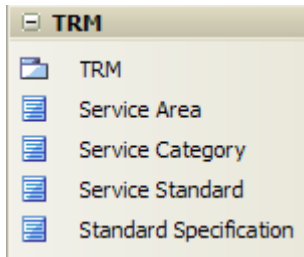 TRM
TRM
Service Area
Service Category
Service Standard
Standard Specification